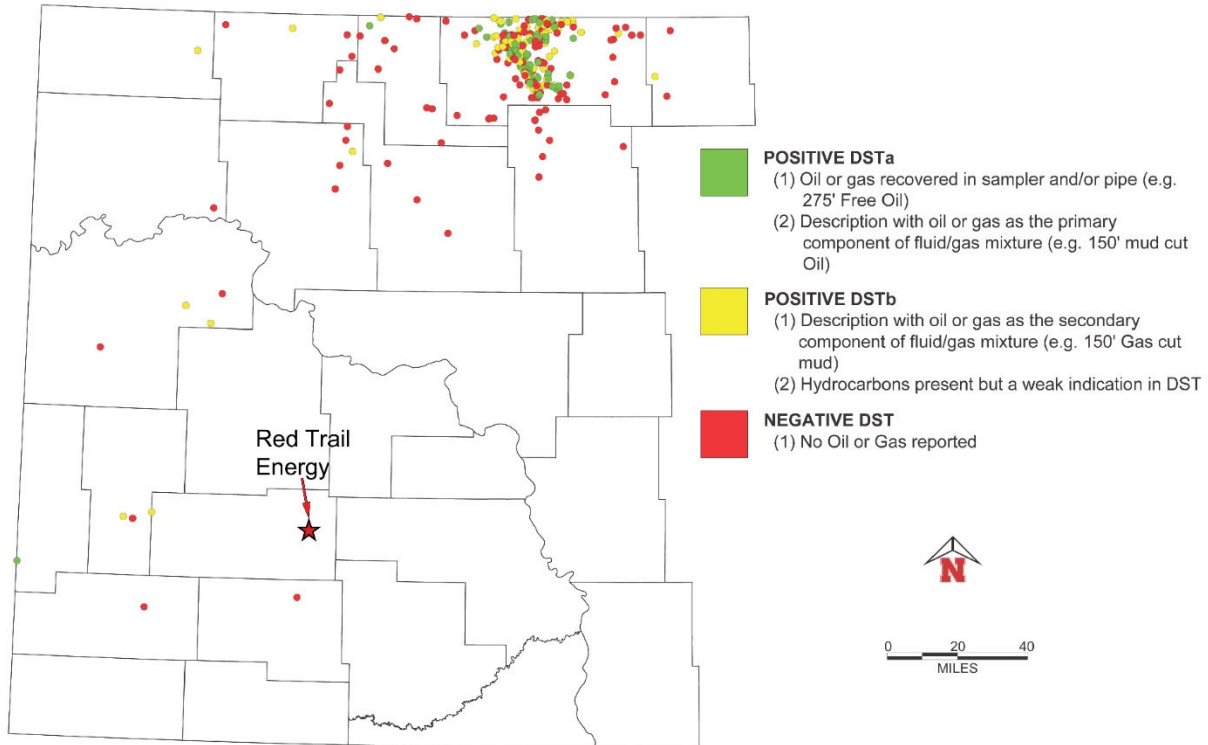 Red Trail
Energy
POSITIVE DSTa
(1) Oil or gas recovered in sampler and/or pipe (e.g.
275' Free Oil)
(2) Description with oil or gas as the primary
component of fluid/gas mixture (e.g. 150' mud cut
Oil)
POSITIVE DSTb
(1) Description with oil or gas as the secondary
component of fluid/gas mixture (e.g. 150' Gas cut
mud)
(2) Hydrocarbons present but a weak indication in DST
NEGATIVE DST
(1) No Oil or Gas reported
N
0 20 40
MILES